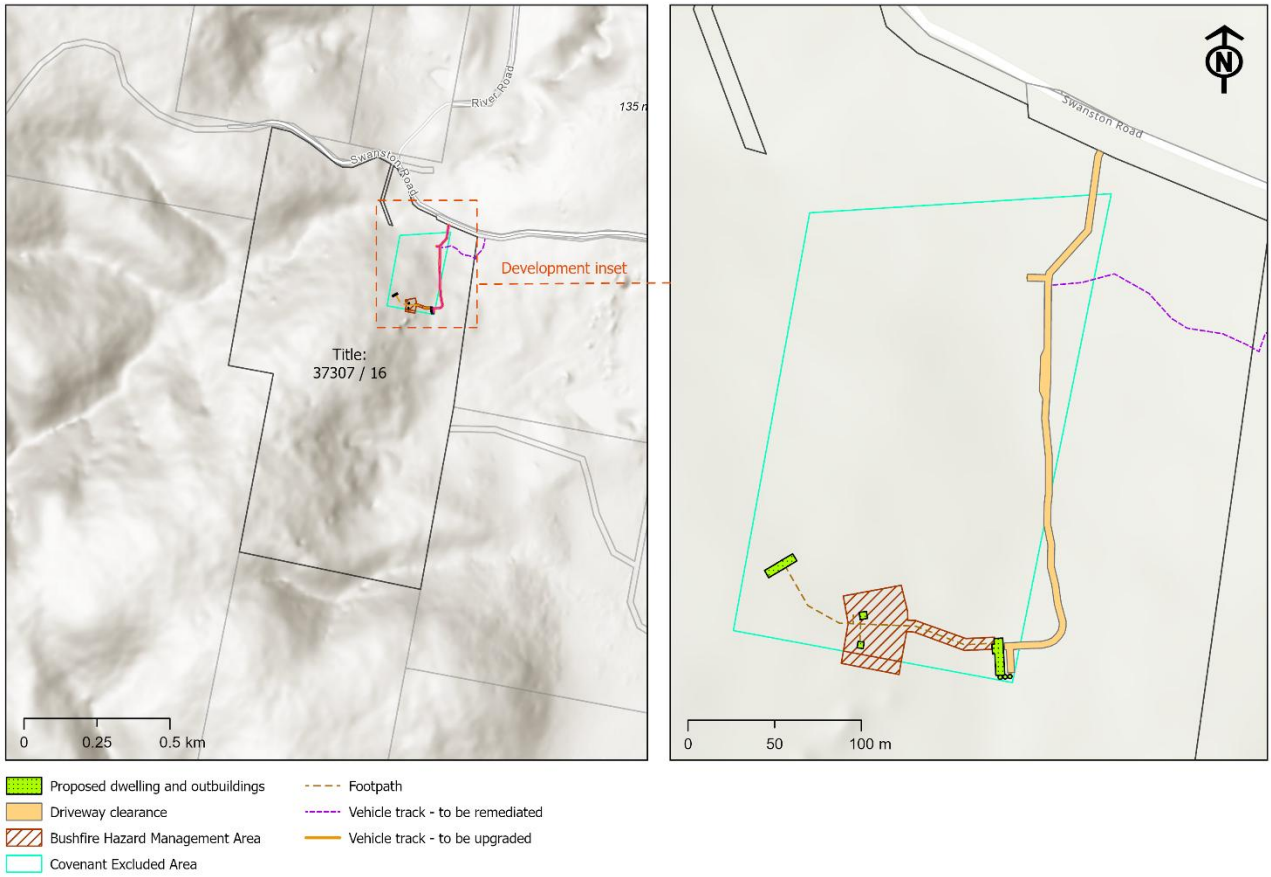 River Road
135 m
Swanston Road
Development inset
Title:
37307 / 16
0 0.25 0.5 km
N
Swanston Road
0 50 100 m
Proposed dwelling and outbuildings
Driveway clearance
Bushfire Hazard Management Area
Covenant Excluded Area
Footpath
Vehicle track - to be remediated
Vehicle track - to be upgraded